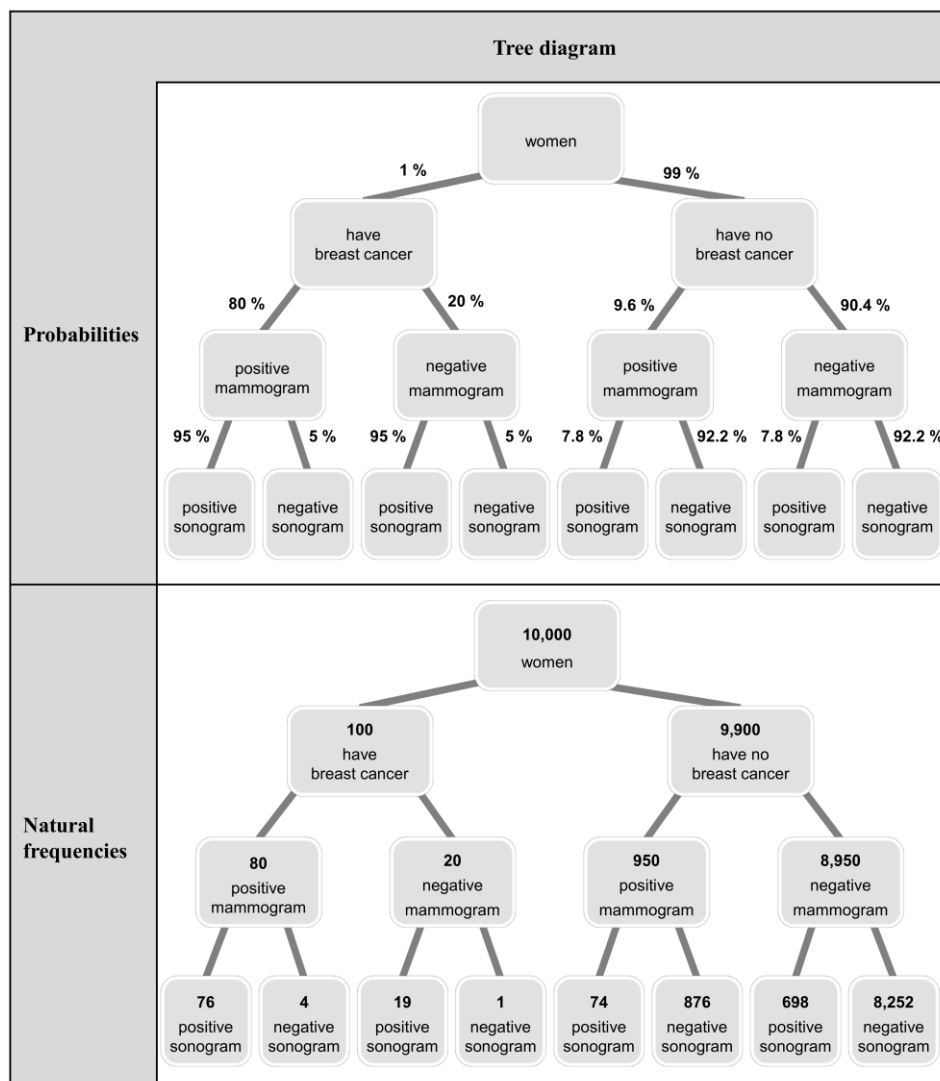 Tree diagram
Probabilities
women
1 %
99 %
have
breast cancer
have no
breast cancer
80 %
20 %
9.6 %
90.4 %
positive
mammogram
negative
mammogram
positive
mammogram
negative
mammogram
95 %
5 %
95 %
5 %
7.8 %
92.2 %
7.8 %
92.2 %
positive
sonogram
negative
sonogram
positive
sonogram
negative
sonogram
positive
sonogram
negative
sonogram
positive
sonogram
negative
sonogram
Natural
frequencies
10,000
women
100
have
breast cancer
9,900
have no
breast cancer
80
positive
mammogram
20
negative
mammogram
950
positive
mammogram
8,950
negative
mammogram
76
positive
sonogram
4
negative
sonogram
19
positive
sonogram
1
negative
sonogram
74
positive
sonogram
876
negative
sonogram
698
positive
sonogram
8,252
negative
sonogram